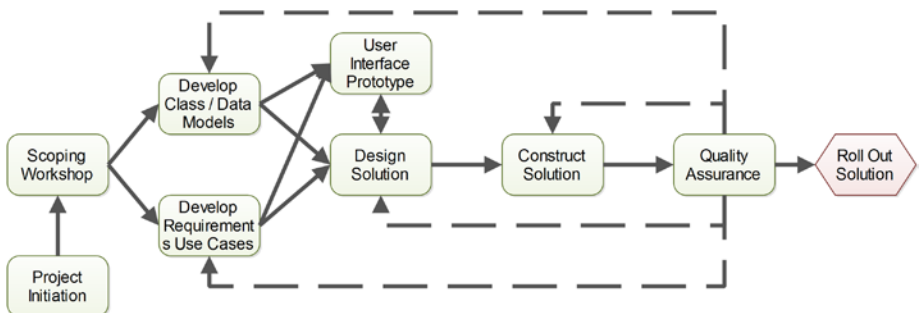 User
Interface
Prototype
Develop
Class / Data
Models
Scoping
Workshop
Design
Solution
Construct
Solution
Quality
Assurance
Roll Out
Solution
Develop
Requirement
s Use Cases
Project
Initiation